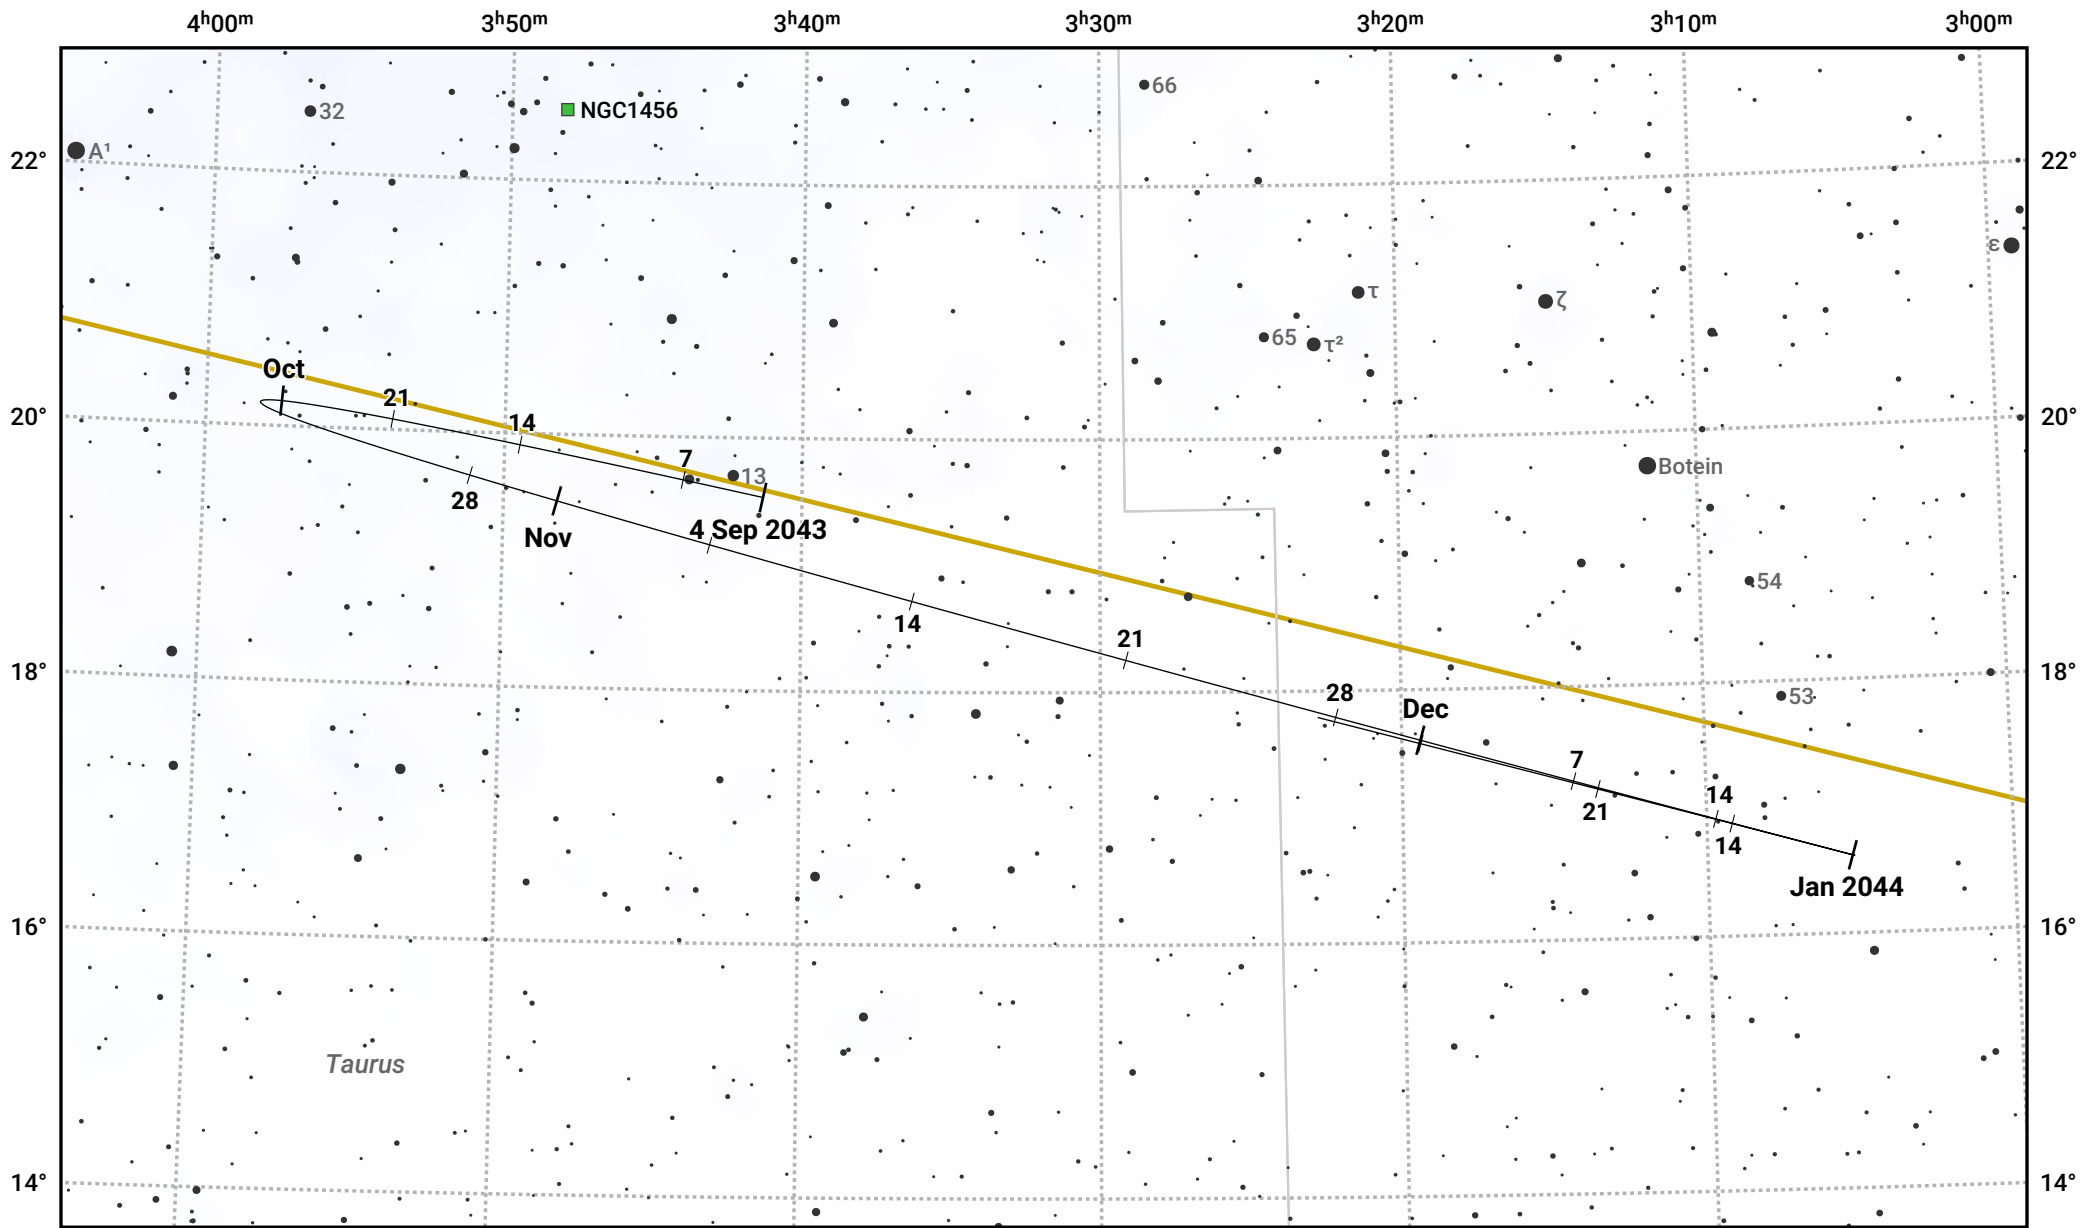 4ʰ00ᵐ 3ʰ50ᵐ 3ʰ40ᵐ 3ʰ30ᵐ 3ʰ20ᵐ 3ʰ10ᵐ 3ʰ00ᵐ
66
32
NGC1456
A¹
22° 22°
ε
τ
ζ
65
τ²
Oct
21
20° 20°
14
7
13
Botein
28
4 Sep 2043
Nov
54
14
21
18° 18°
28
53
Dec
7
14
21
14
Jan 2044
16° 16°
Taurus
14° 14°